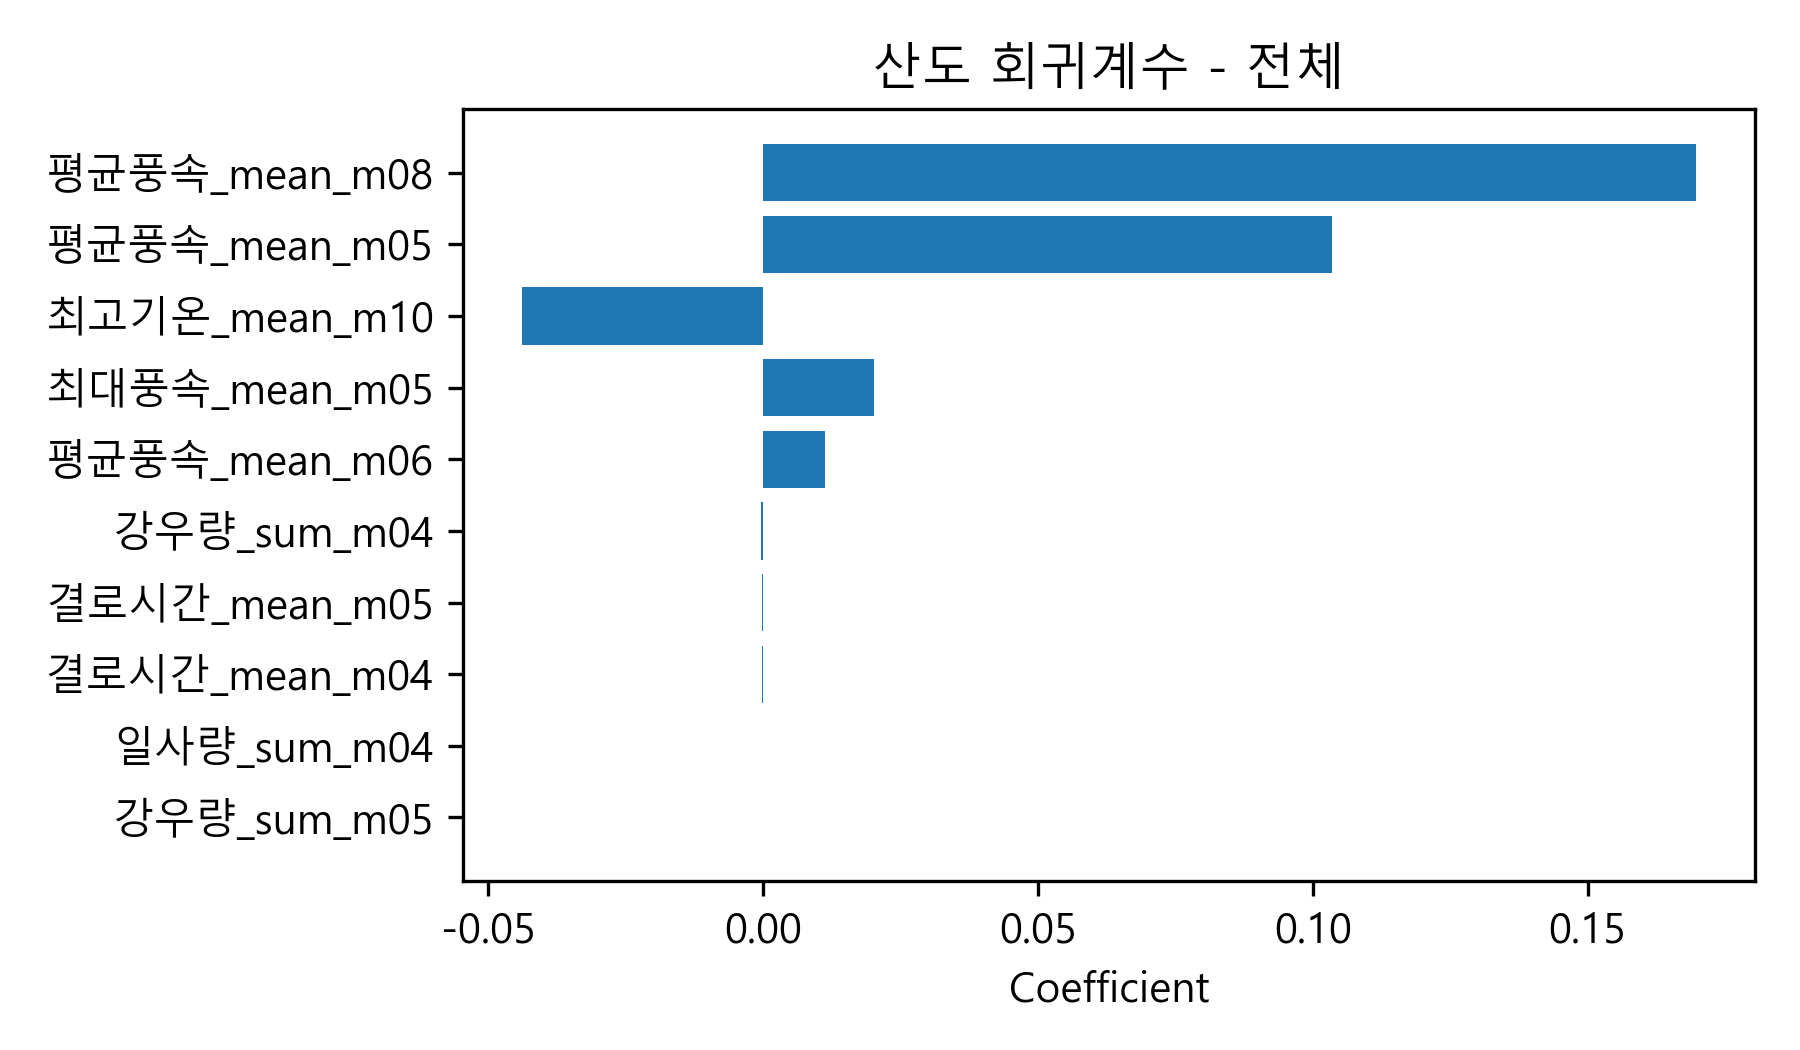 산도 회귀계수 - 전체
평균풍속_mean_m08
평균풍속_mean_m05
최고기온_mean_m10
최대풍속_mean_m05
평균풍속_mean_m06
강우량_sum_m04
결로시간_mean_m05
결로시간_mean_m04
일사량_sum_m04
강우량_sum_m05
-0.05 0.00 0.05 0.10 0.15
Coefficient